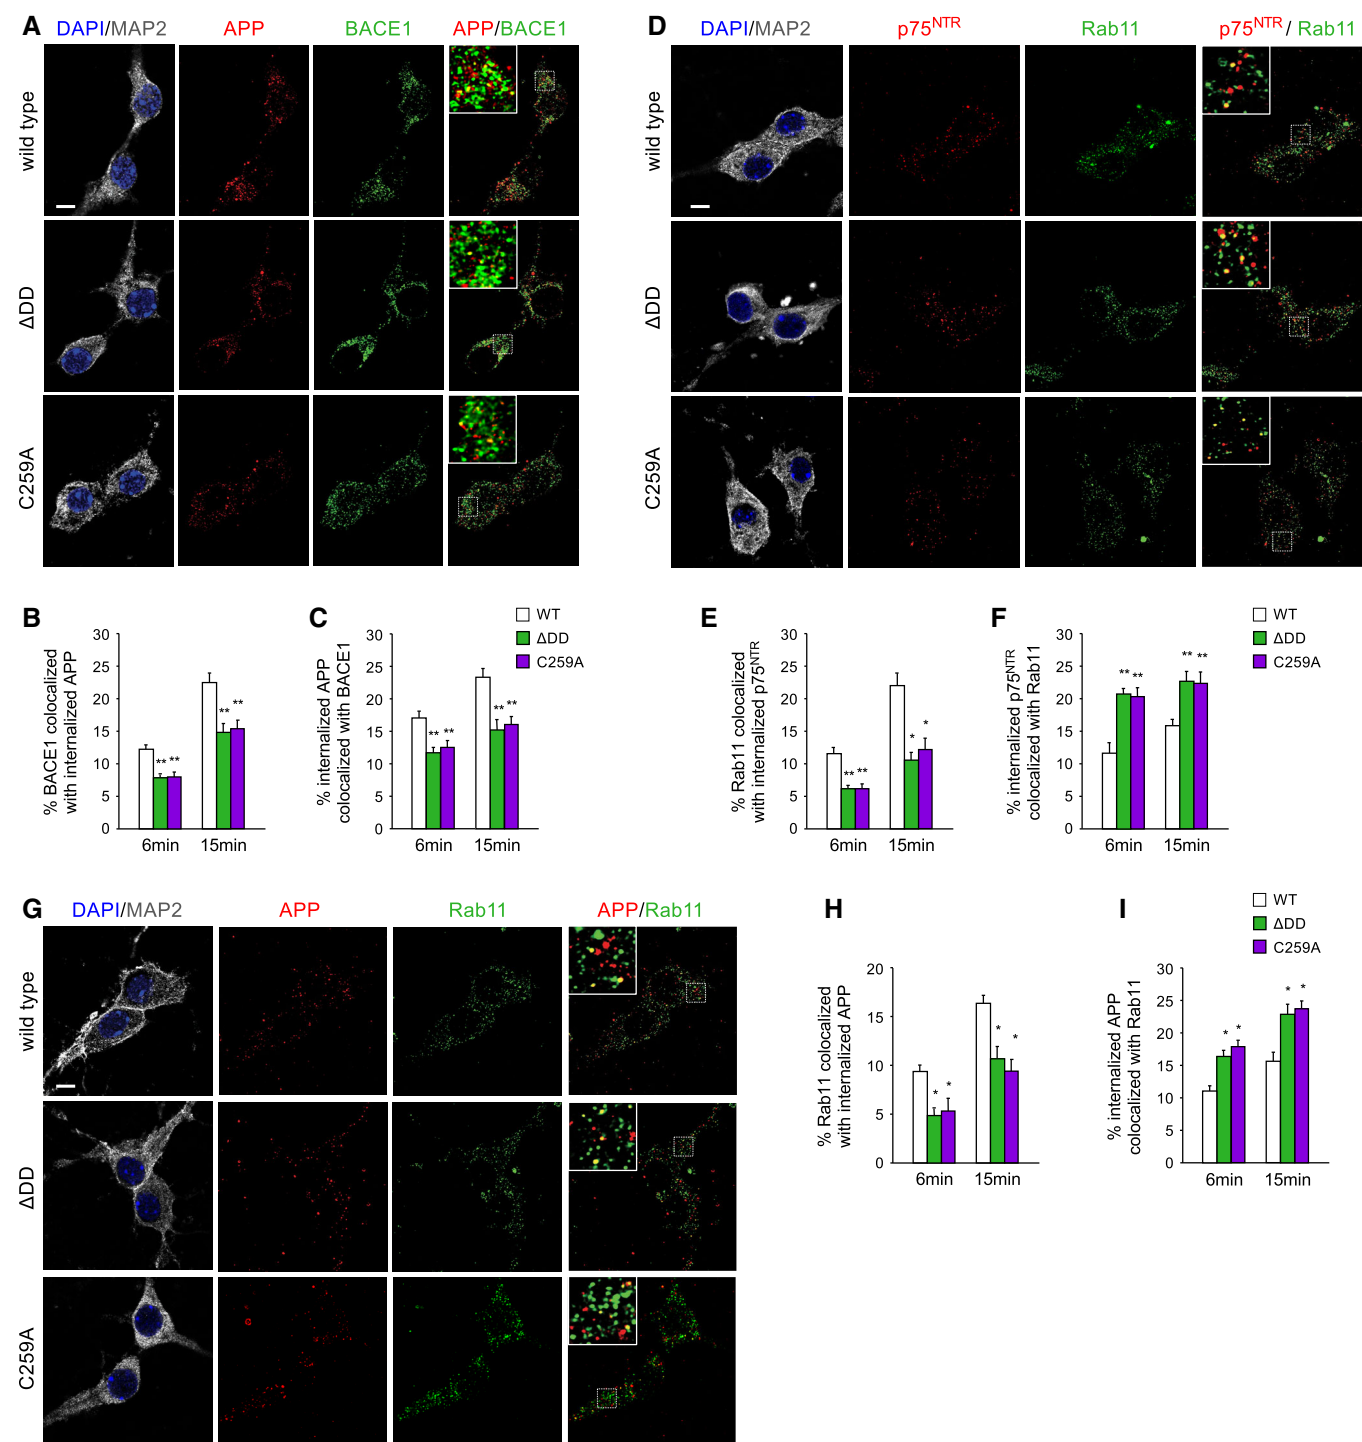 A
DAPI/MAP2
APP
BACE1
APP/BACE1
wild type
ΔDD
C259A
D
DAPI/MAP2
p75NTR
Rab11
p75NTR / Rab11
wild type
ΔDD
C259A
B
% BACE1 colocalized
with internalized APP
30
25
20
15
10
5
0
** **
** **
6min
15min
C
% internalized APP
colocalized with BACE1
30
25
20
15
10
5
0
** **
** **
6min
15min
WT
ΔDD
C259A
E
% Rab11 colocalized
with internalized p75NTR
30
25
20
15
10
5
0
** **
* *
6min
15min
F
% internalized p75NTR
colocalized with Rab11
30
25
20
15
10
5
0
** **
** **
6min
15min
WT
ΔDD
C259A
G
DAPI/MAP2
APP
Rab11
APP/Rab11
wild type
ΔDD
C259A
H
% Rab11 colocalized
with internalized APP
20
15
10
5
0
* *
* *
6min
15min
I
% internalized APP
colocalized with Rab11
30
25
20
15
10
5
0
* *
* *
6min
15min
WT
ΔDD
C259A